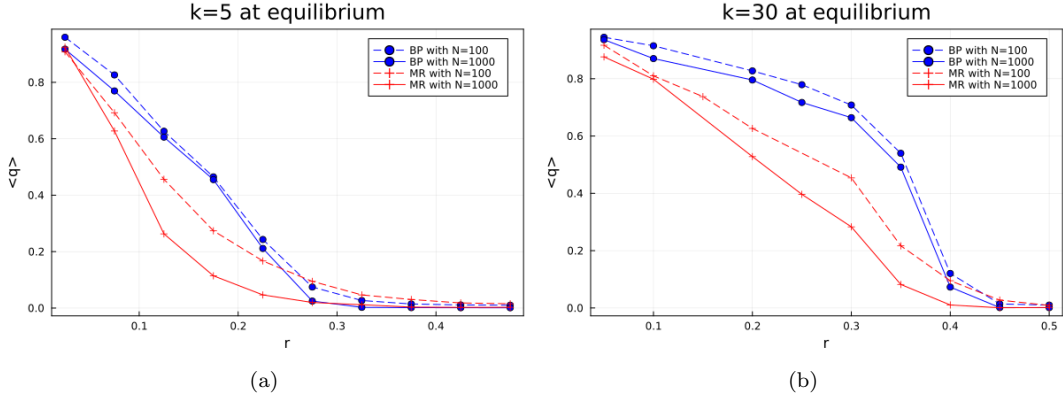 k=5 at equilibrium
BP with N=100
BP with N=1000
MR with N=100
MR with N=1000
<q>
0.8
0.6
0.4
0.2
0.0
0.1
0.2
0.3
0.4
r
(a)
k=30 at equilibrium
BP with N=100
BP with N=1000
MR with N=100
MR with N=1000
<q>
0.8
0.6
0.4
0.2
0.0
0.1
0.2
0.3
0.4
0.5
r
(b)